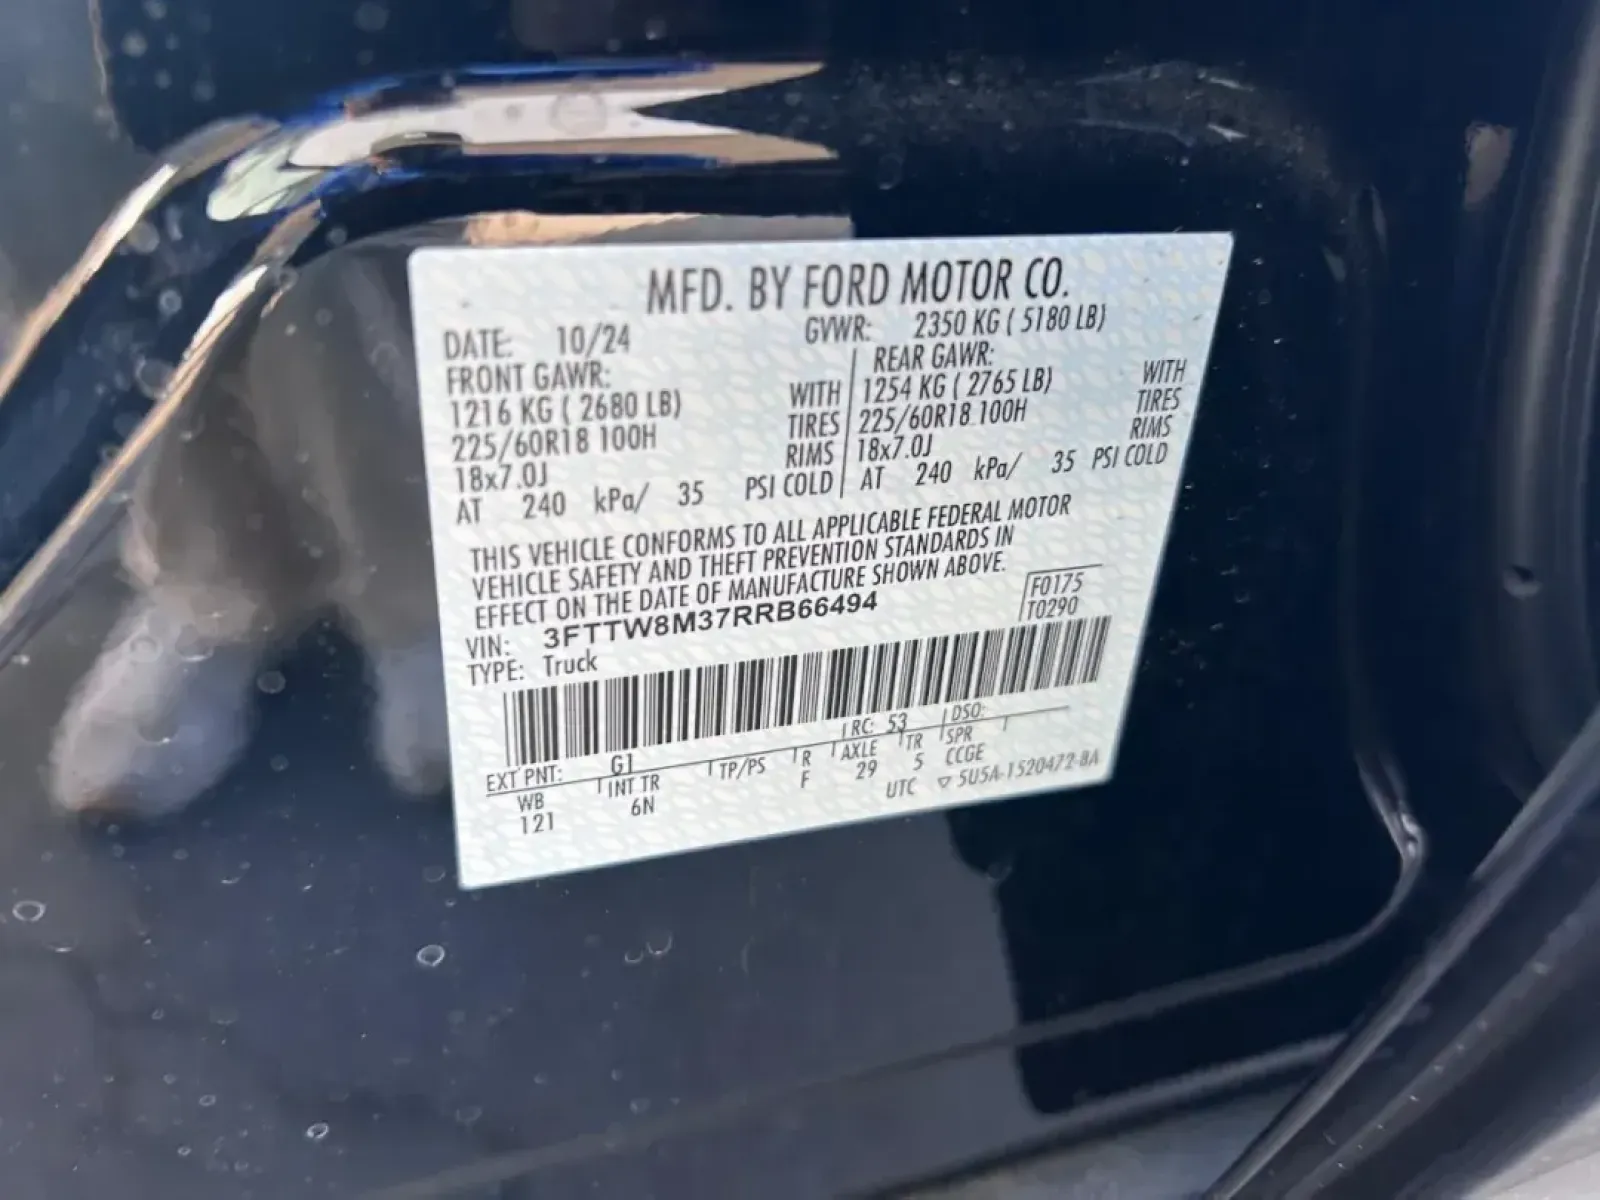 MFD. BY FORD MOTOR CO.
DATE: 10/24 GVWR: 2350 KG ( 5180 LB)
FRONT GAWR: REAR GAWR:
1216 KG ( 2680 LB) WITH 1254 KG ( 2765 LB) WITH
225/60R18 100H TIRES 225/60R18 100H TIRES
18x7.0J RIMS 18x7.0J RIMS
AT 240 kPa/ 35 PSI COLD AT 240 kPa/ 35 PSI COLD
THIS VEHICLE CONFORMS TO ALL APPLICABLE FEDERAL MOTOR
VEHICLE SAFETY AND THEFT PREVENTION STANDARDS IN
EFFECT ON THE DATE OF MANUFACTURE SHOWN ABOVE.
VIN: 3FTTW8M37RRB66494 F0175
TYPE: Truck T0290
EXT PNT: G1 RC: 53 DSO:
WB INT TR TP/PS R AXLE TR SPR
121 6N F 29 5 CCGE
UTC ▽ 5U5A-1520472-BA